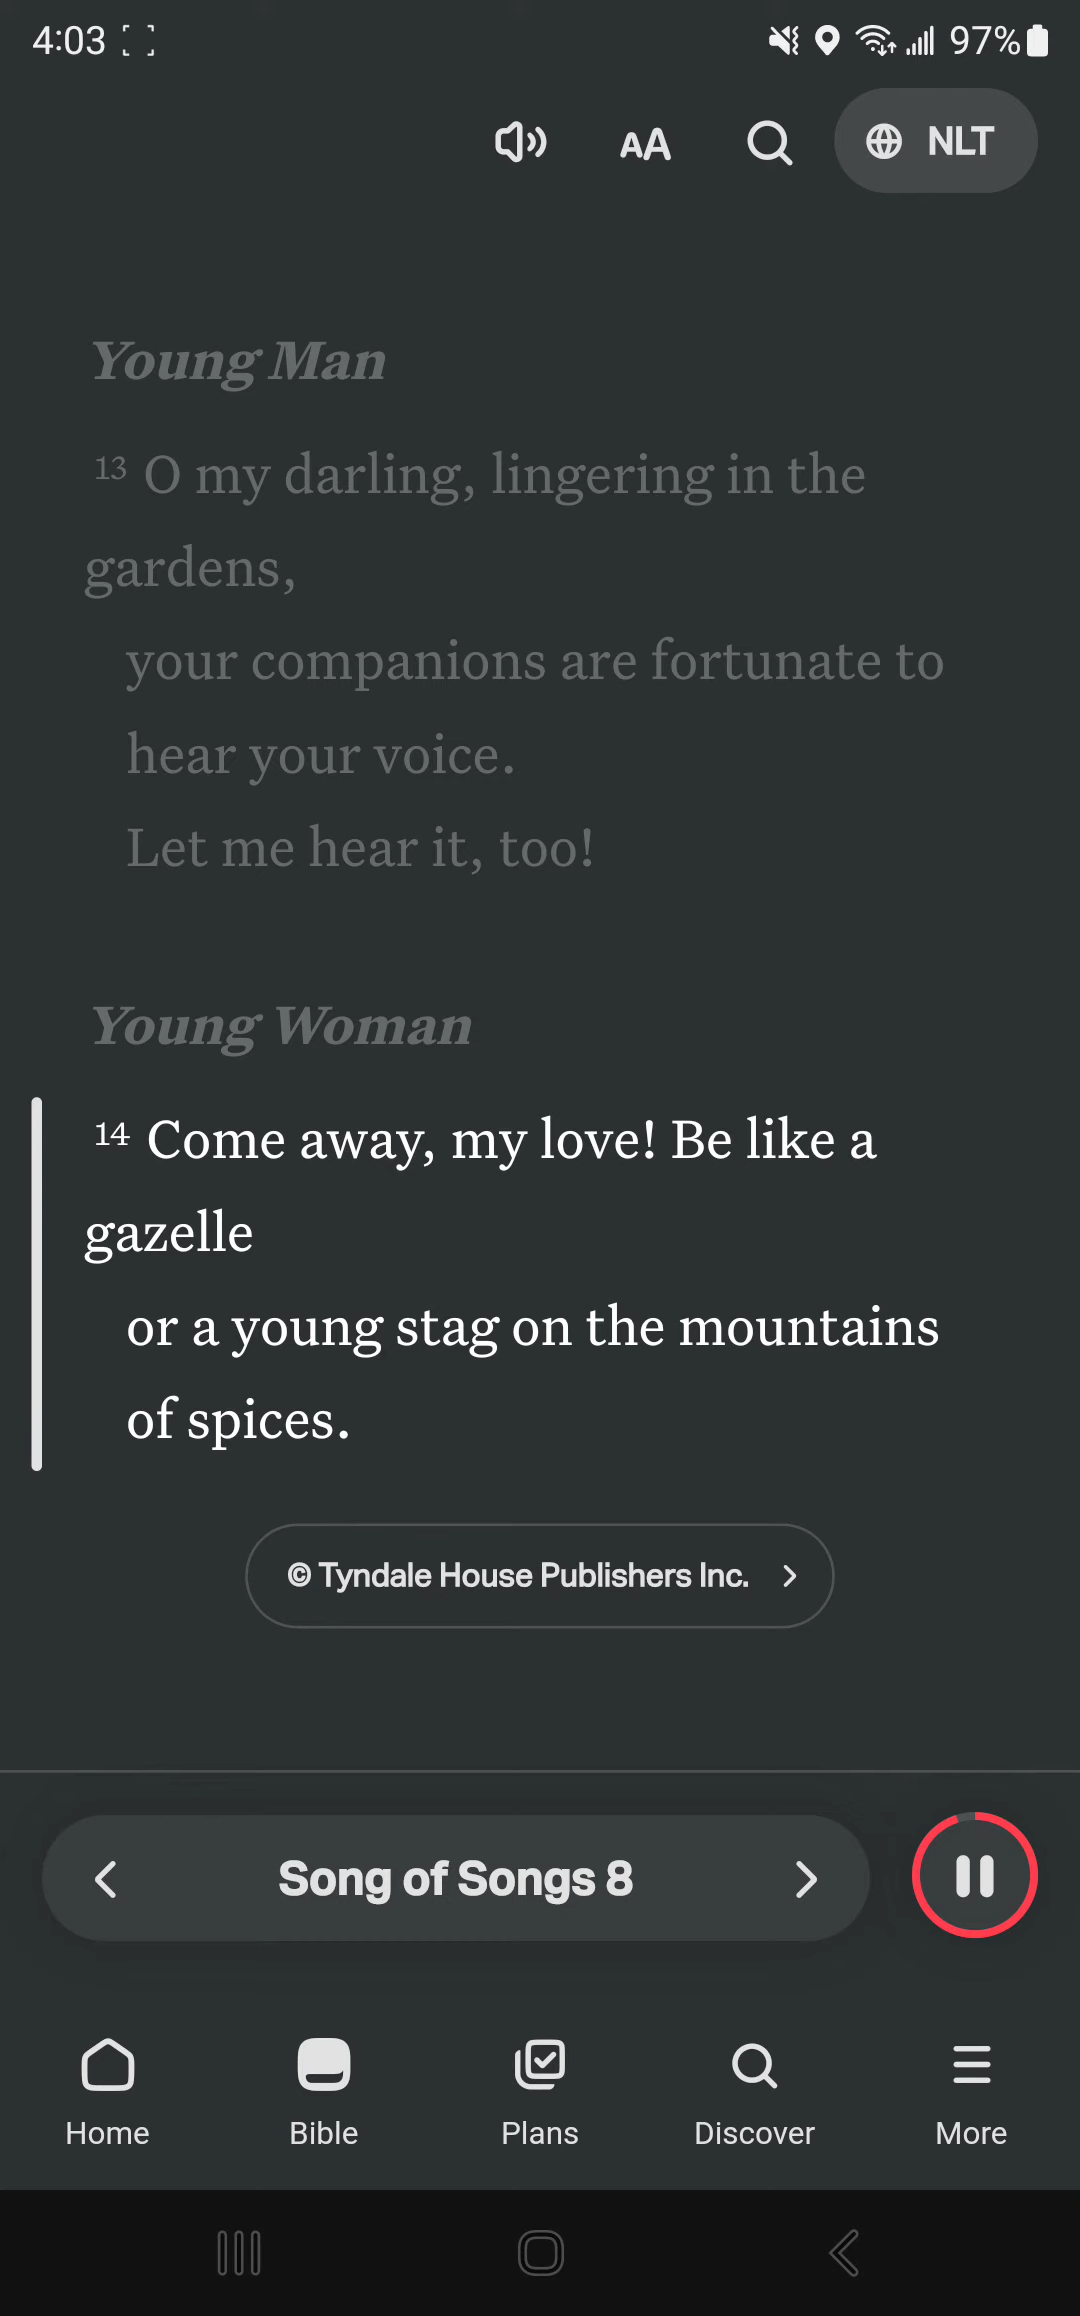 4:03
97%
AA
NLT
Young Man
13 O my darling, lingering in the
gardens,
your companions are fortunate to
hear your voice.
Let me hear it, too!
Young Woman
14 Come away, my love! Be like a
gazelle
or a young stag on the mountains
of spices.
© Tyndale House Publishers Inc.
Song of Songs 8
Home
Bible
Plans
Discover
More